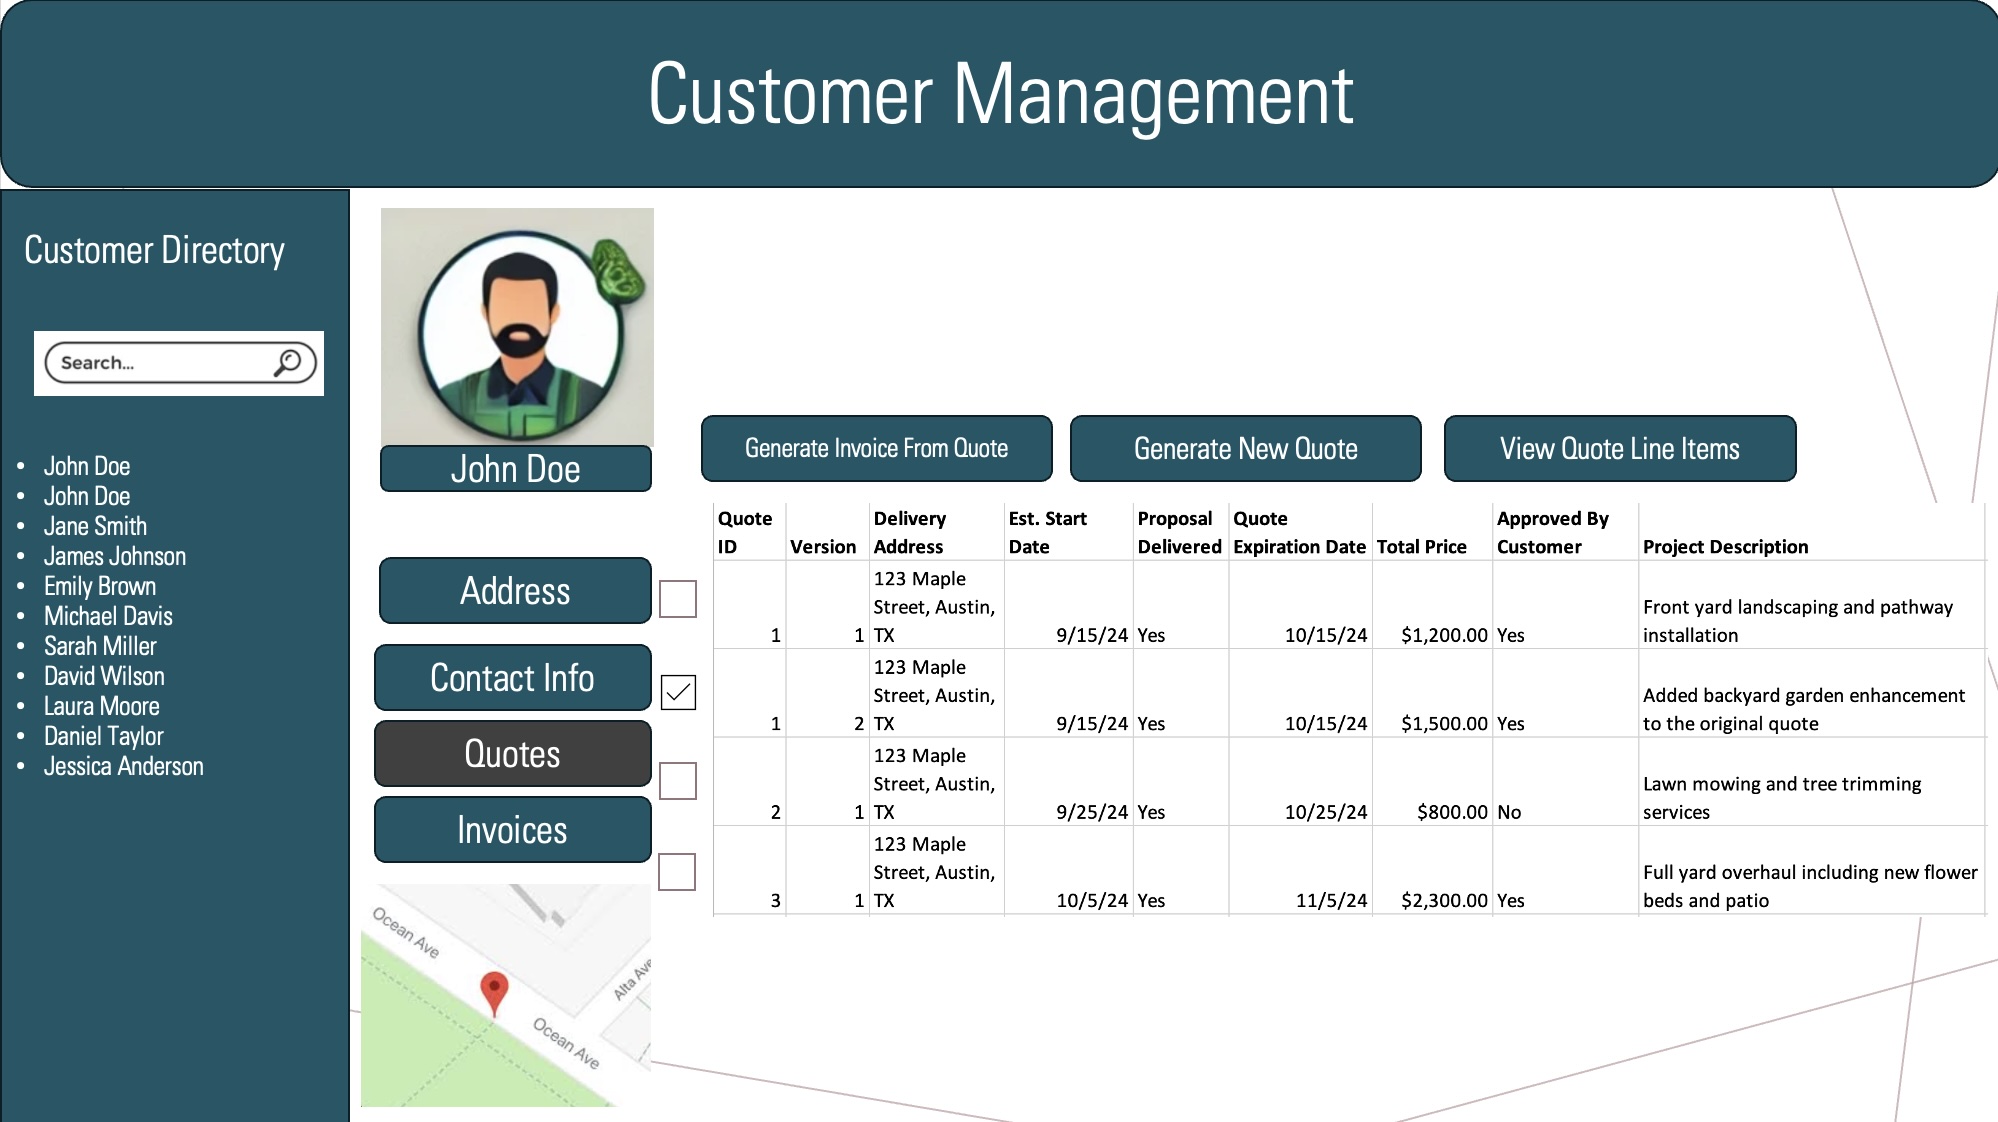 Customer Management
Customer Directory
Search...
• John Doe
• John Doe
• Jane Smith
• James Johnson
• Emily Brown
• Michael Davis
• Sarah Miller
• David Wilson
• Laura Moore
• Daniel Taylor
• Jessica Anderson
John Doe
Address
Contact Info
Quotes
Invoices
Ocean Ave
Alta Ave
Ocean Ave
Generate Invoice From Quote
Generate New Quote
View Quote Line Items
Quote ID Version Delivery Address Est. Start Date Proposal Delivered Quote Expiration Date Total Price Approved By Customer Project Description
1 1 123 Maple Street, Austin, TX 9/15/24 Yes 10/15/24 $1,200.00 Yes Front yard landscaping and pathway installation
1 2 123 Maple Street, Austin, TX 9/15/24 Yes 10/15/24 $1,500.00 Yes Added backyard garden enhancement to the original quote
2 1 123 Maple Street, Austin, TX 9/25/24 Yes 10/25/24 $800.00 No Lawn mowing and tree trimming services
3 1 123 Maple Street, Austin, TX 10/5/24 Yes 11/5/24 $2,300.00 Yes Full yard overhaul including new flower beds and patio